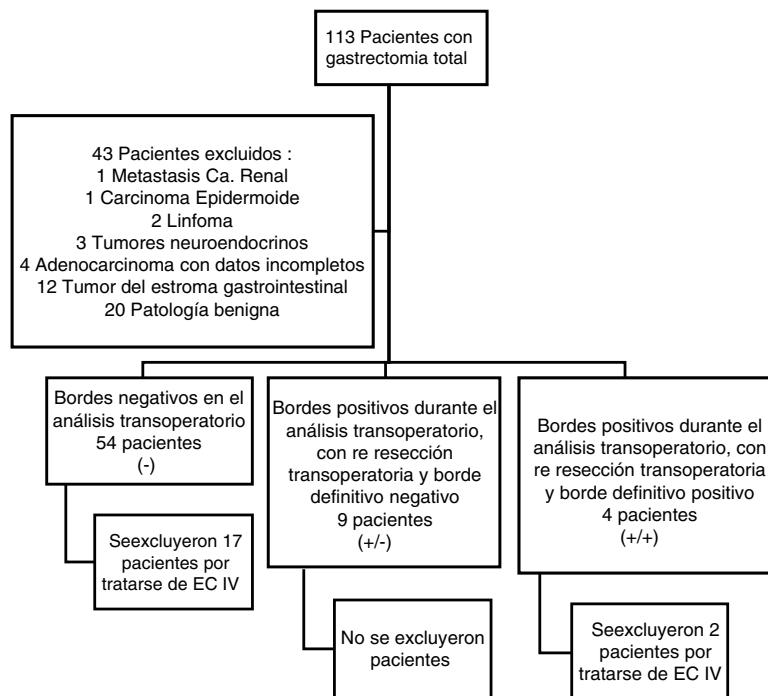 113 Pacientes con
gastrectomia total
43 Pacientes excluidos :
1 Metastasis Ca. Renal
1 Carcinoma Epidermoide
2 Linfoma
3 Tumores neuroendocrinos
4 Adenocarcinoma con datos incompletos
12 Tumor del estroma gastrointestinal
20 Patología benigna
Bordes negativos en el
análisis transoperatorio
54 pacientes
(-)
Seexcluyeron 17
pacientes por
tratarse de EC IV
Bordes positivos durante el
análisis transoperatorio,
con re resección
transoperatoria y borde
definitivo negativo
9 pacientes
(+/-)
No se excluyeron
pacientes
Bordes positivos durante el
análisis transoperatorio, con
re resección transoperatoria
y borde definitivo positivo
4 pacientes
(+/+)
Seexcluyeron 2
pacientes por
tratarse de EC IV